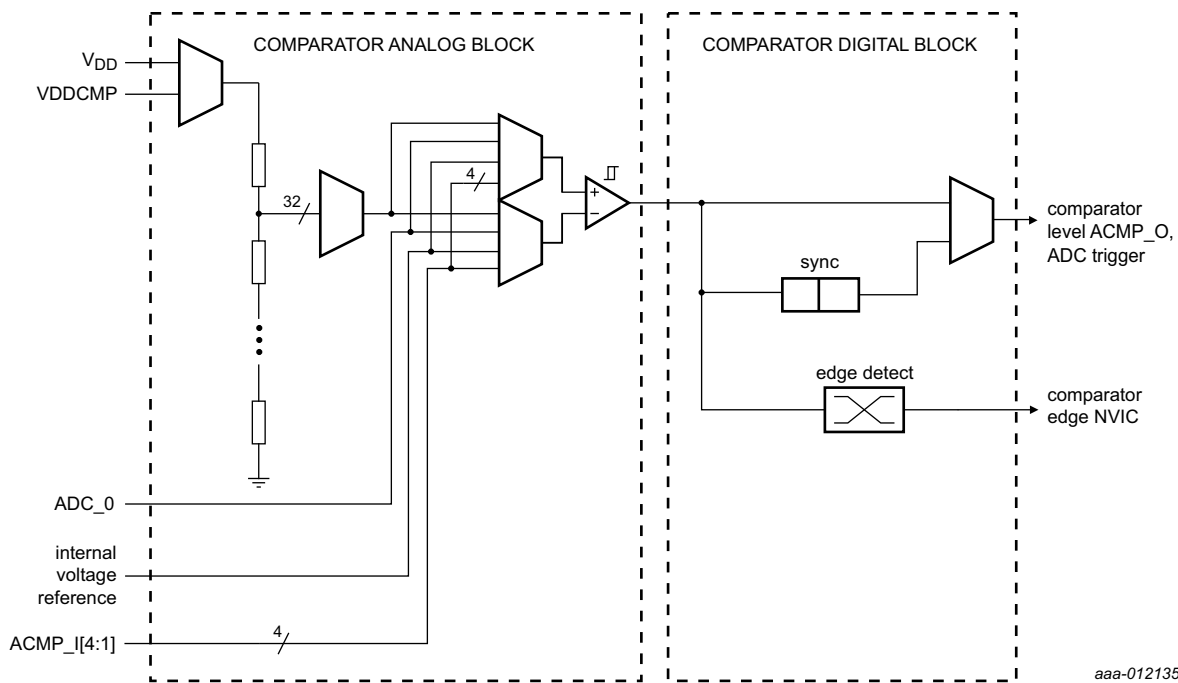 COMPARATOR ANALOG BLOCK
COMPARATOR DIGITAL BLOCK
VDD
VDDCMP
4
32
+
−
comparator
level ACMP_O,
ADC trigger
sync
edge detect
comparator
edge NVIC
ADC_0
internal
voltage
reference
4
ACMP_I[4:1]
aaa-012135